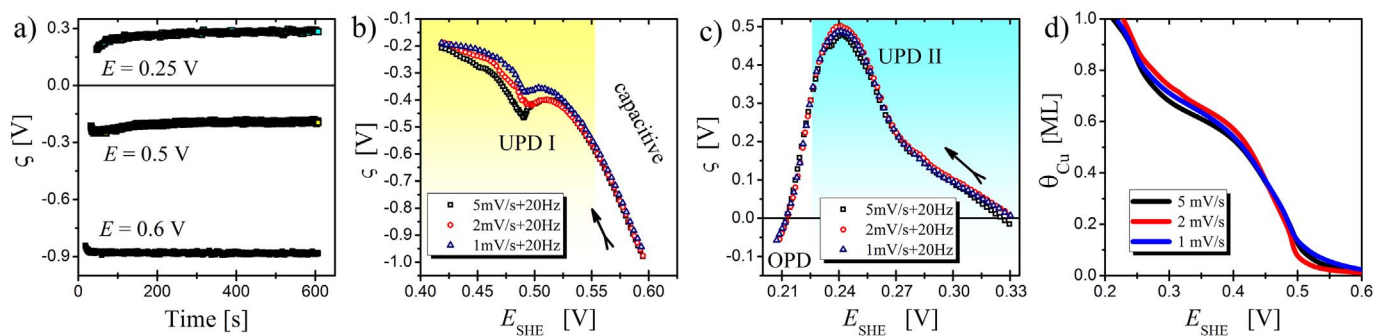 a)
ς [V]
0.3
0.0
-0.3
-0.6
-0.9
E = 0.25 V
E = 0.5 V
E = 0.6 V
0 200 400 600
Time [s]
b)
ς [V]
-0.1
-0.2
-0.3
-0.4
-0.5
-0.6
-0.7
-0.8
-0.9
-1.0
UPD I
capacitive
5mV/s+20Hz
2mV/s+20Hz
1mV/s+20Hz
0.40 0.45 0.50 0.55 0.60
E_SHE [V]
c)
ς [V]
0.5
0.4
0.3
0.2
0.1
0.0
-0.1
UPD II
OPD
5mV/s+20Hz
2mV/s+20Hz
1mV/s+20Hz
0.21 0.24 0.27 0.30 0.33
E_SHE [V]
d)
θ_Cu [ML]
1.0
0.8
0.6
0.4
0.2
0.0
5 mV/s
2 mV/s
1 mV/s
0.2 0.3 0.4 0.5 0.6
E_SHE [V]